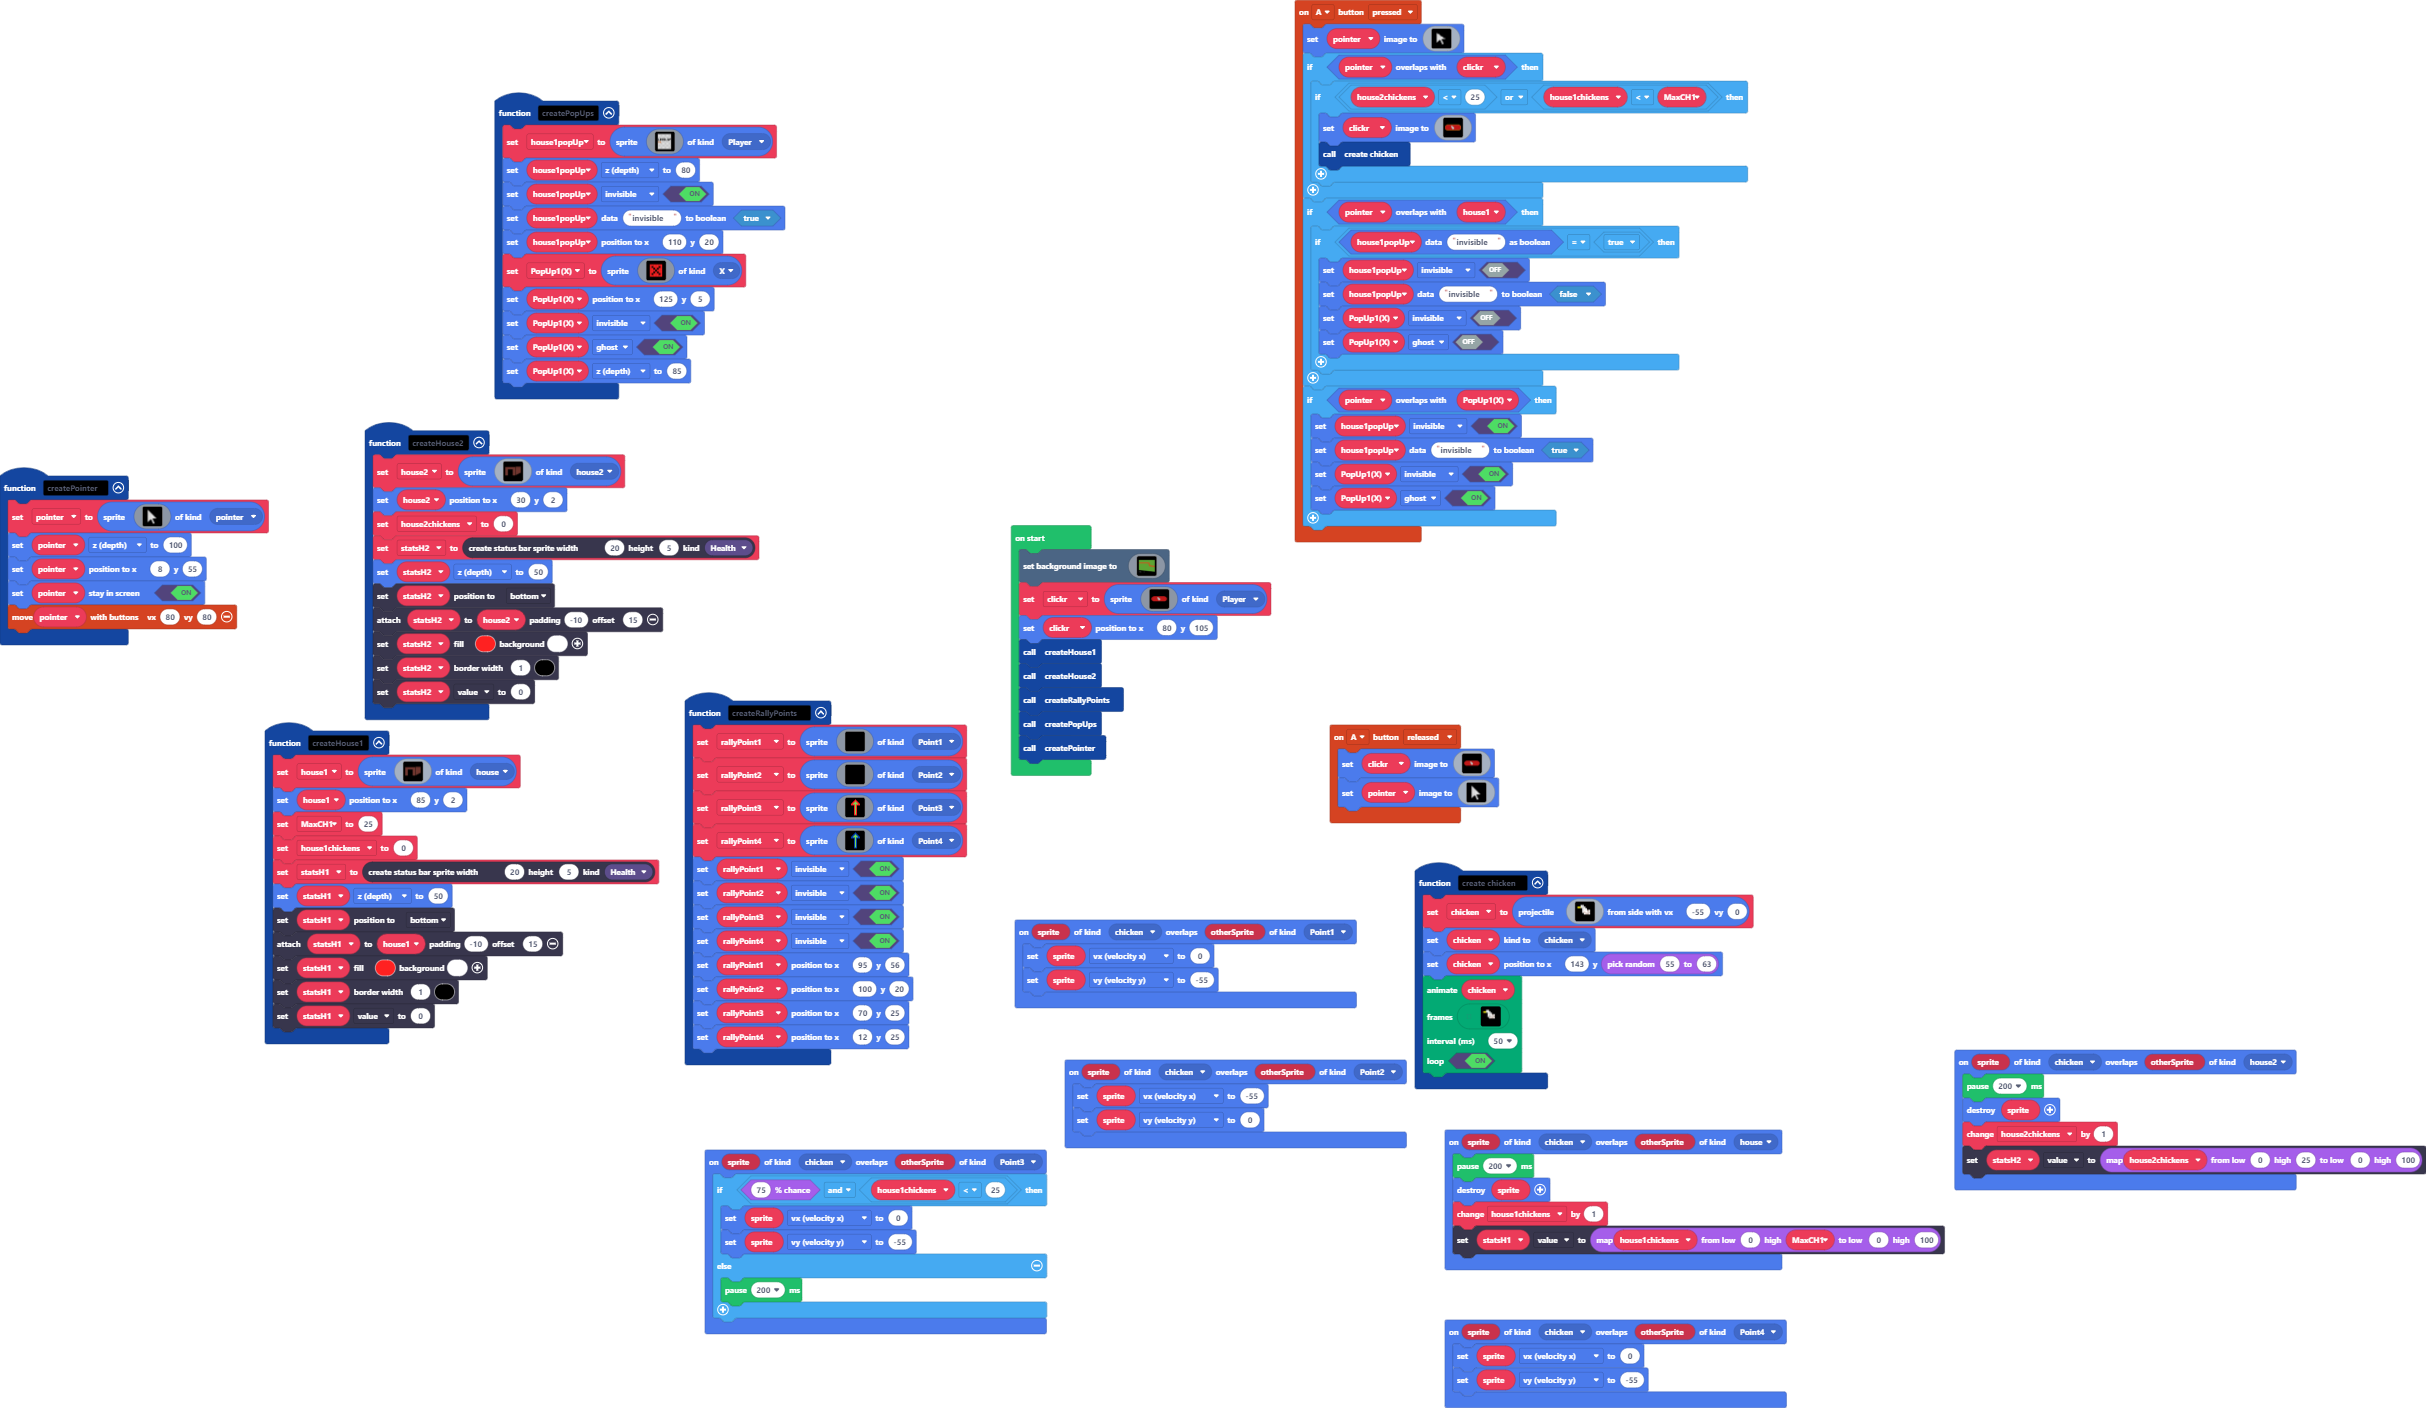 function createPopUps
set house1popUp to sprite of kind Player
set house1popUp z (depth) to 80
set house1popUp invisible ON
set house1popUp data "invisible" to boolean true
set house1popUp position to x 110 y 20
set PopUp1(X) to sprite of kind X
set PopUp1(X) position to x 125 y 5
set PopUp1(X) invisible ON
set PopUp1(X) ghost ON
set PopUp1(X) z (depth) to 85
function createPointer
set pointer to sprite of kind pointer
set pointer z (depth) to 100
set pointer position to x 8 y 55
set pointer stay in screen ON
move pointer with buttons vx 80 vy 80
function createHouse2
set house2 to sprite of kind house2
set house2 position to x 30 y 2
set house2chickens to 0
set statsH2 to create status bar sprite width 20 height 5 kind Health
set statsH2 z (depth) to 50
set statsH2 position to bottom
attach statsH2 to house2 padding -10 offset 15
set statsH2 fill background
set statsH2 border width 1
set statsH2 value to 0
function createHouse1
set house1 to sprite of kind house
set house1 position to x 85 y 2
set MaxCH1 to 25
set house1chickens to 0
set statsH1 to create status bar sprite width 20 height 5 kind Health
set statsH1 z (depth) to 50
set statsH1 position to bottom
attach statsH1 to house1 padding -10 offset 15
set statsH1 fill background
set statsH1 border width 1
set statsH1 value to 0
function createRallyPoints
set rallyPoint1 to sprite of kind Point1
set rallyPoint2 to sprite of kind Point2
set rallyPoint3 to sprite of kind Point3
set rallyPoint4 to sprite of kind Point4
set rallyPoint1 invisible ON
set rallyPoint2 invisible ON
set rallyPoint3 invisible ON
set rallyPoint4 invisible ON
set rallyPoint1 position to x 95 y 56
set rallyPoint2 position to x 100 y 20
set rallyPoint3 position to x 70 y 25
set rallyPoint4 position to x 12 y 25
on start
set background image to
set clickr to sprite of kind Player
set clickr position to x 80 y 105
call createHouse1
call createHouse2
call createRallyPoints
call createPopUps
call createPointer
on A button pressed
set pointer image to
if pointer overlaps with clickr then
if house2chickens < 25 or house1chickens < MaxCH1 then
set clickr image to
call create chicken
if pointer overlaps with house1 then
if house1popUp data "invisible" as boolean = true then
set house1popUp invisible OFF
set house1popUp data "invisible" to boolean false
set PopUp1(X) invisible OFF
set PopUp1(X) ghost OFF
if pointer overlaps with PopUp1(X) then
set house1popUp invisible ON
set house1popUp data "invisible" to boolean true
set PopUp1(X) invisible ON
set PopUp1(X) ghost ON
on A button released
set clickr image to
set pointer image to
function create chicken
set chicken to projectile from side with vx -55 vy 0
set chicken kind to chicken
set chicken position to x 143 y pick random 55 to 63
animate chicken
frames
interval (ms) 50
loop ON
on sprite of kind chicken overlaps otherSprite of kind Point1
set sprite vx (velocity x) to 0
set sprite vy (velocity y) to -55
on sprite of kind chicken overlaps otherSprite of kind Point2
set sprite vx (velocity x) to -55
set sprite vy (velocity y) to 0
on sprite of kind chicken overlaps otherSprite of kind Point3
if 75 % chance and house1chickens < 25 then
set sprite vx (velocity x) to 0
set sprite vy (velocity y) to -55
else
pause 200 ms
on sprite of kind chicken overlaps otherSprite of kind house
pause 200 ms
destroy sprite
change house1chickens by 1
set statsH1 value to map house1chickens from low 0 high MaxCH1 to low 0 high 100
on sprite of kind chicken overlaps otherSprite of kind house2
pause 200 ms
destroy sprite
change house2chickens by 1
set statsH2 value to map house2chickens from low 0 high 25 to low 0 high 100
on sprite of kind chicken overlaps otherSprite of kind Point4
set sprite vx (velocity x) to 0
set sprite vy (velocity y) to -55